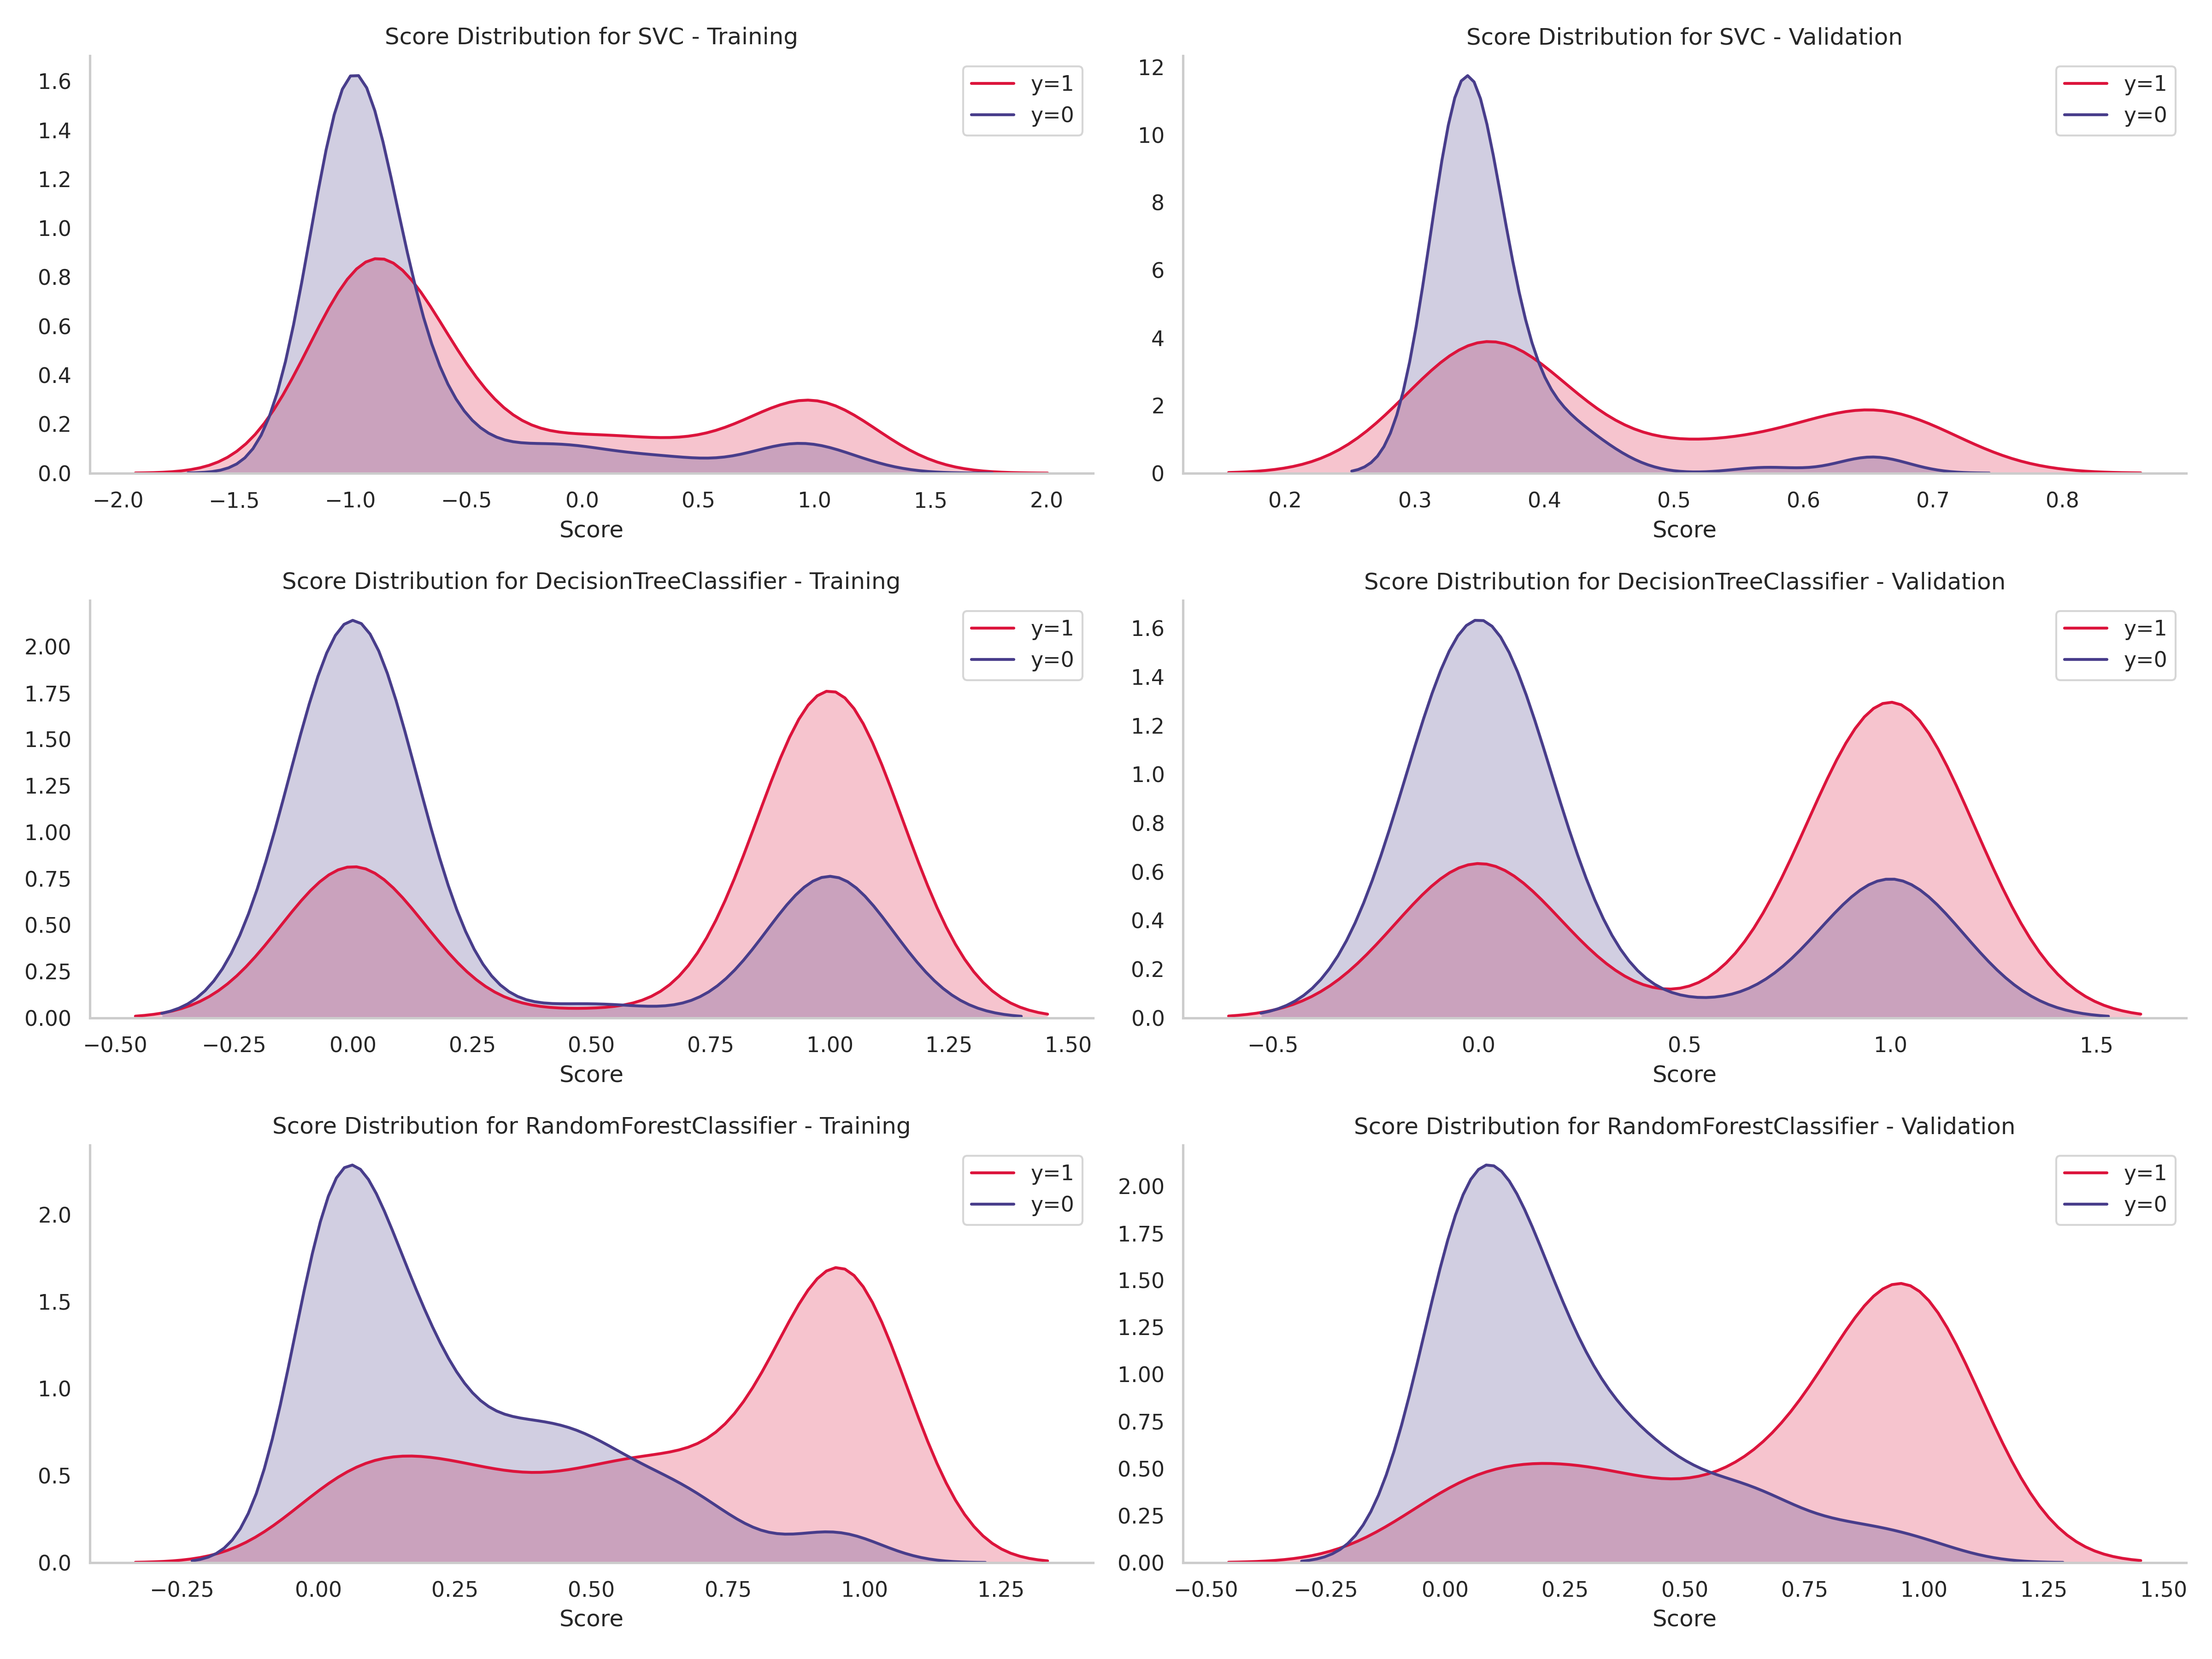 Score Distribution for SVC - Training
1.6
1.4
1.2
1.0
0.8
0.6
0.4
0.2
0.0
y=1
y=0
−2.0 −1.5 −1.0 −0.5 0.0 0.5 1.0 1.5 2.0
Score
Score Distribution for SVC - Validation
12
10
8
6
4
2
0
y=1
y=0
0.2 0.3 0.4 0.5 0.6 0.7 0.8
Score
Score Distribution for DecisionTreeClassifier - Training
2.00
1.75
1.50
1.25
1.00
0.75
0.50
0.25
0.00
y=1
y=0
−0.50 −0.25 0.00 0.25 0.50 0.75 1.00 1.25 1.50
Score
Score Distribution for DecisionTreeClassifier - Validation
1.6
1.4
1.2
1.0
0.8
0.6
0.4
0.2
0.0
y=1
y=0
−0.5 0.0 0.5 1.0 1.5
Score
Score Distribution for RandomForestClassifier - Training
2.0
1.5
1.0
0.5
0.0
y=1
y=0
−0.25 0.00 0.25 0.50 0.75 1.00 1.25
Score
Score Distribution for RandomForestClassifier - Validation
2.00
1.75
1.50
1.25
1.00
0.75
0.50
0.25
0.00
y=1
y=0
−0.50 −0.25 0.00 0.25 0.50 0.75 1.00 1.25 1.50
Score